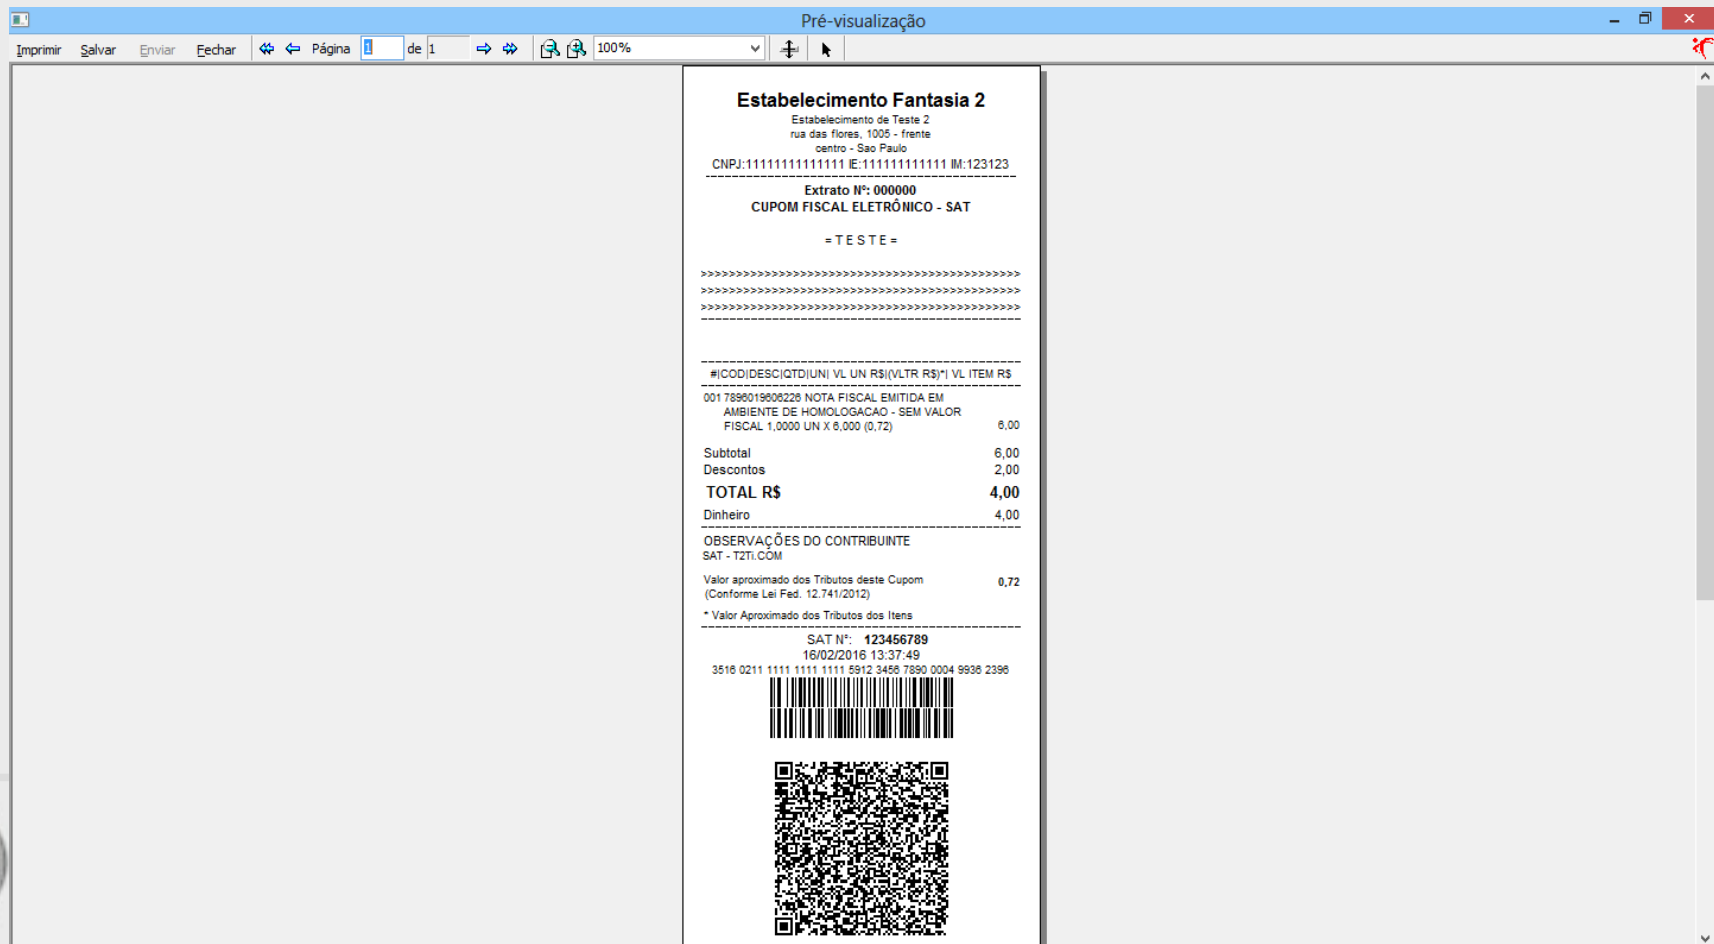 Pré-visualização
Imprimir Salvar Enviar Fechar Página 1 de 1 100%
Estabelecimento Fantasia 2
Estabelecimento de Teste 2
rua das flores, 1005 - frente
centro - Sao Paulo
CNPJ:11111111111111 IE:111111111111 IM:123123
--------------------------------------------
Extrato Nº: 000000
CUPOM FISCAL ELETRÔNICO - SAT
= T E S T E =
>>>>>>>>>>>>>>>>>>>>>>>>>>>>>>>>>>>>>>>>>>>>>
>>>>>>>>>>>>>>>>>>>>>>>>>>>>>>>>>>>>>>>>>>>>>
>>>>>>>>>>>>>>>>>>>>>>>>>>>>>>>>>>>>>>>>>>>>>
---------------------------------------------
---------------------------------------------
#|COD|DESC|QTD|UN| VL UN R$|(VLTR R$)*| VL ITEM R$
---------------------------------------------
001 7896019606226 NOTA FISCAL EMITIDA EM
AMBIENTE DE HOMOLOGACAO - SEM VALOR
FISCAL 1,0000 UN X 6,000 (0,72) 6,00
Subtotal 6,00
Descontos 2,00
TOTAL R$ 4,00
Dinheiro 4,00
---------------------------------------------
OBSERVAÇÕES DO CONTRIBUINTE
SAT - T2Ti.COM
Valor aproximado dos Tributos deste Cupom 0,72
(Conforme Lei Fed. 12.741/2012)
* Valor Aproximado dos Tributos dos Itens
---------------------------------------------
SAT N°: 123456789
16/02/2016 13:37:49
3516 0211 1111 1111 1111 5912 3456 7890 0004 9936 2396